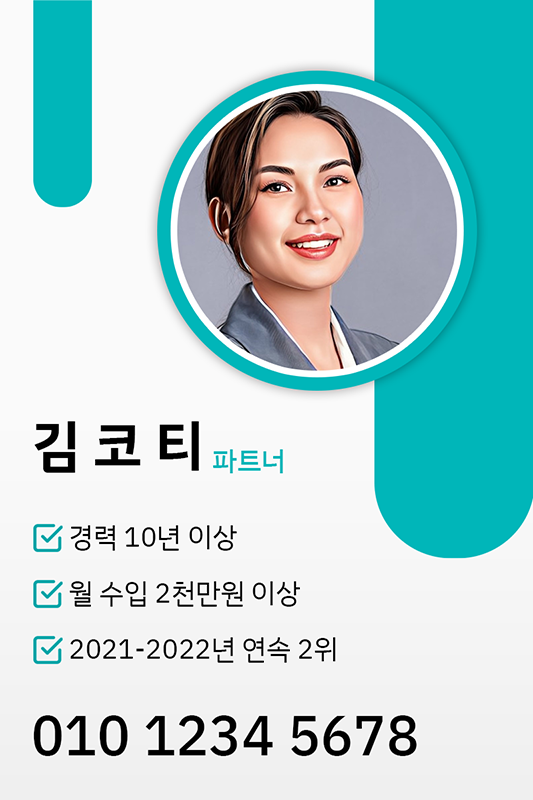 김 코 티 파트너
경력 10년 이상
월 수입 2천만원 이상
2021-2022년 연속 2위
010 1234 5678